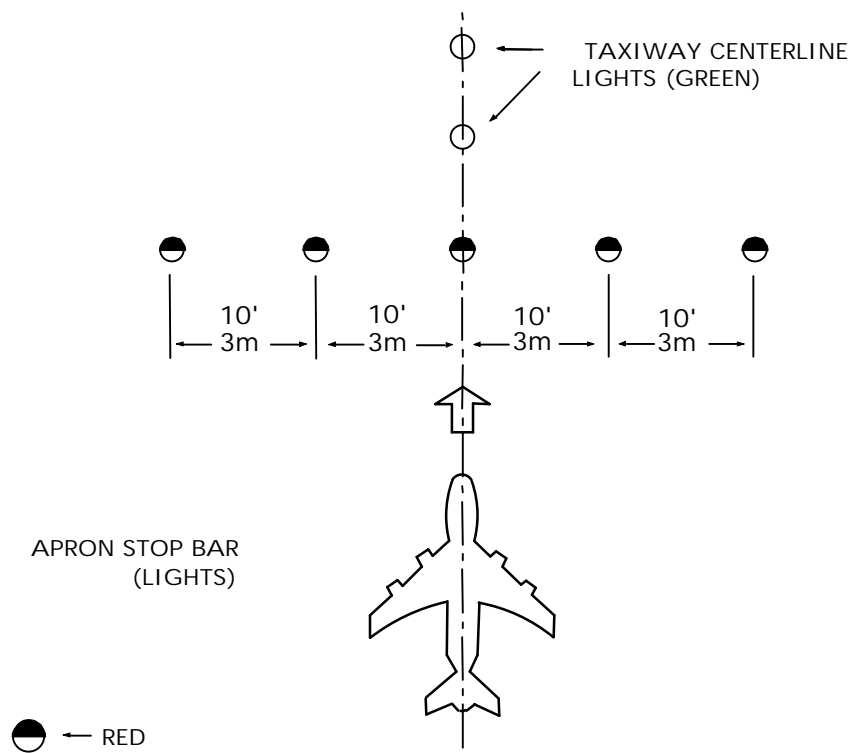 TAXIWAY CENTERLINE
LIGHTS (GREEN)
10' 10' 10' 10'
3m 3m 3m 3m
APRON STOP BAR
(LIGHTS)
RED